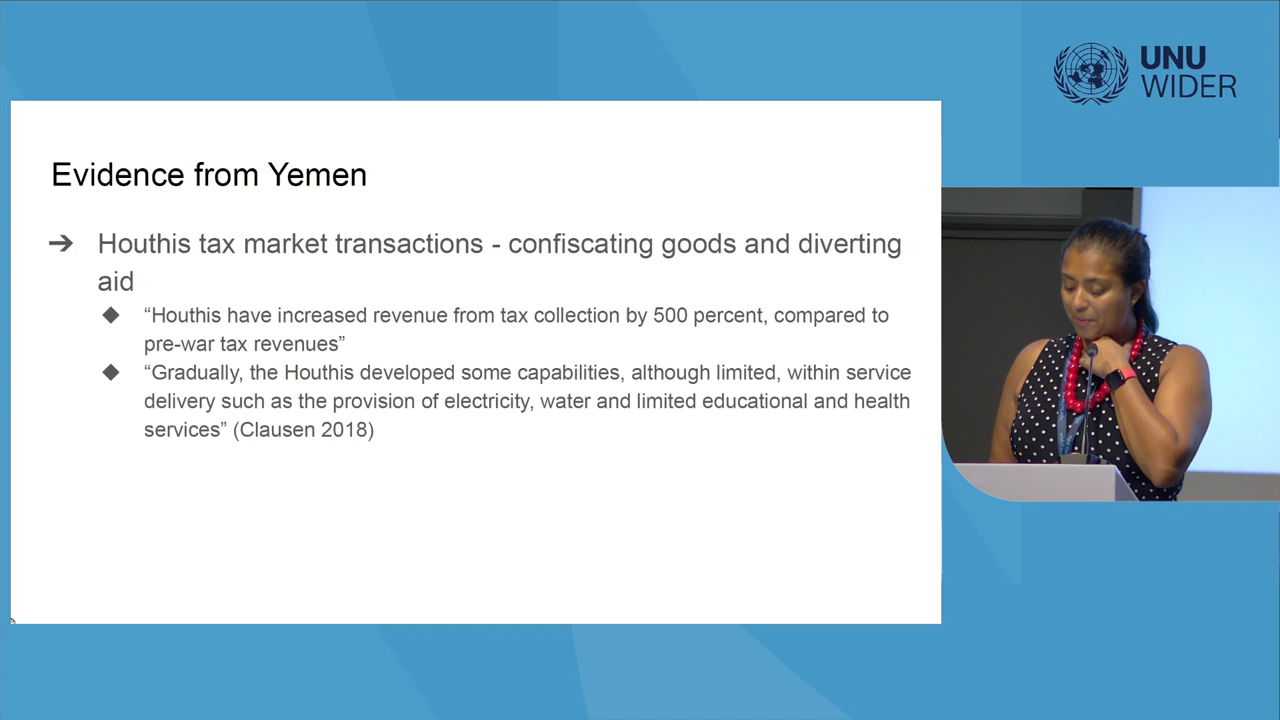 UNU
WIDER
Evidence from Yemen
➔ Houthis tax market transactions - confiscating goods and diverting
aid
◆ “Houthis have increased revenue from tax collection by 500 percent, compared to
pre-war tax revenues”
◆ “Gradually, the Houthis developed some capabilities, although limited, within service
delivery such as the provision of electricity, water and limited educational and health
services” (Clausen 2018)